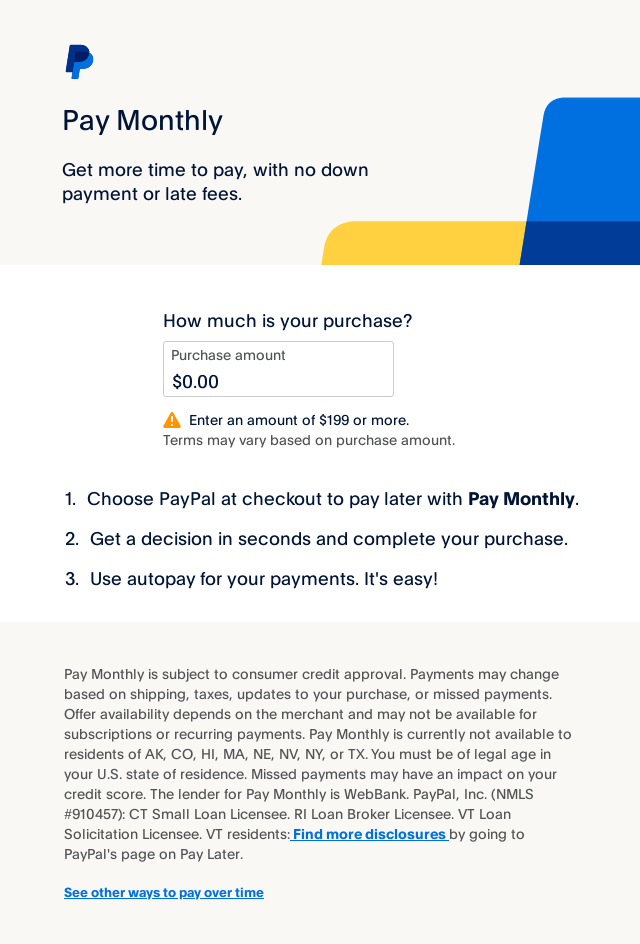 Pay Monthly
Get more time to pay, with no down
payment or late fees.
How much is your purchase?
Purchase amount
$0.00
Enter an amount of $199 or more.
Terms may vary based on purchase amount.
1. Choose PayPal at checkout to pay later with Pay Monthly.
2. Get a decision in seconds and complete your purchase.
3. Use autopay for your payments. It's easy!
Pay Monthly is subject to consumer credit approval. Payments may change
based on shipping, taxes, updates to your purchase, or missed payments.
Offer availability depends on the merchant and may not be available for
subscriptions or recurring payments. Pay Monthly is currently not available to
residents of AK, CO, HI, MA, NE, NV, NY, or TX. You must be of legal age in
your U.S. state of residence. Missed payments may have an impact on your
credit score. The lender for Pay Monthly is WebBank. PayPal, Inc. (NMLS
#910457): CT Small Loan Licensee. RI Loan Broker Licensee. VT Loan
Solicitation Licensee. VT residents: Find more disclosures by going to
PayPal's page on Pay Later.
See other ways to pay over time